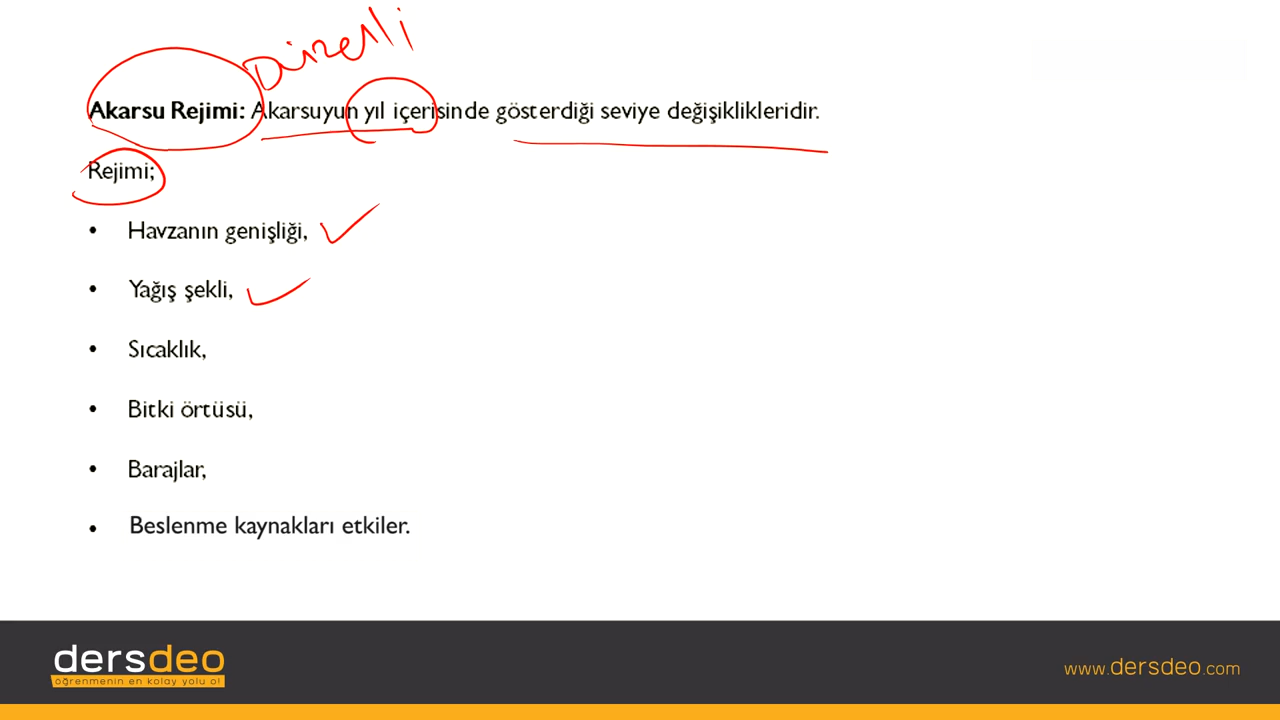 Düzenli
Akarsu Rejimi: Akarsuyun yıl içerisinde gösterdiği seviye değişiklikleridir.
Rejimi;
• Havzanın genişliği,
• Yağış şekli,
• Sıcaklık,
• Bitki örtüsü,
• Barajlar,
• Beslenme kaynakları etkiler.
dersdeo
öğrenmenin en kolay yolu o!
www.dersdeo.com